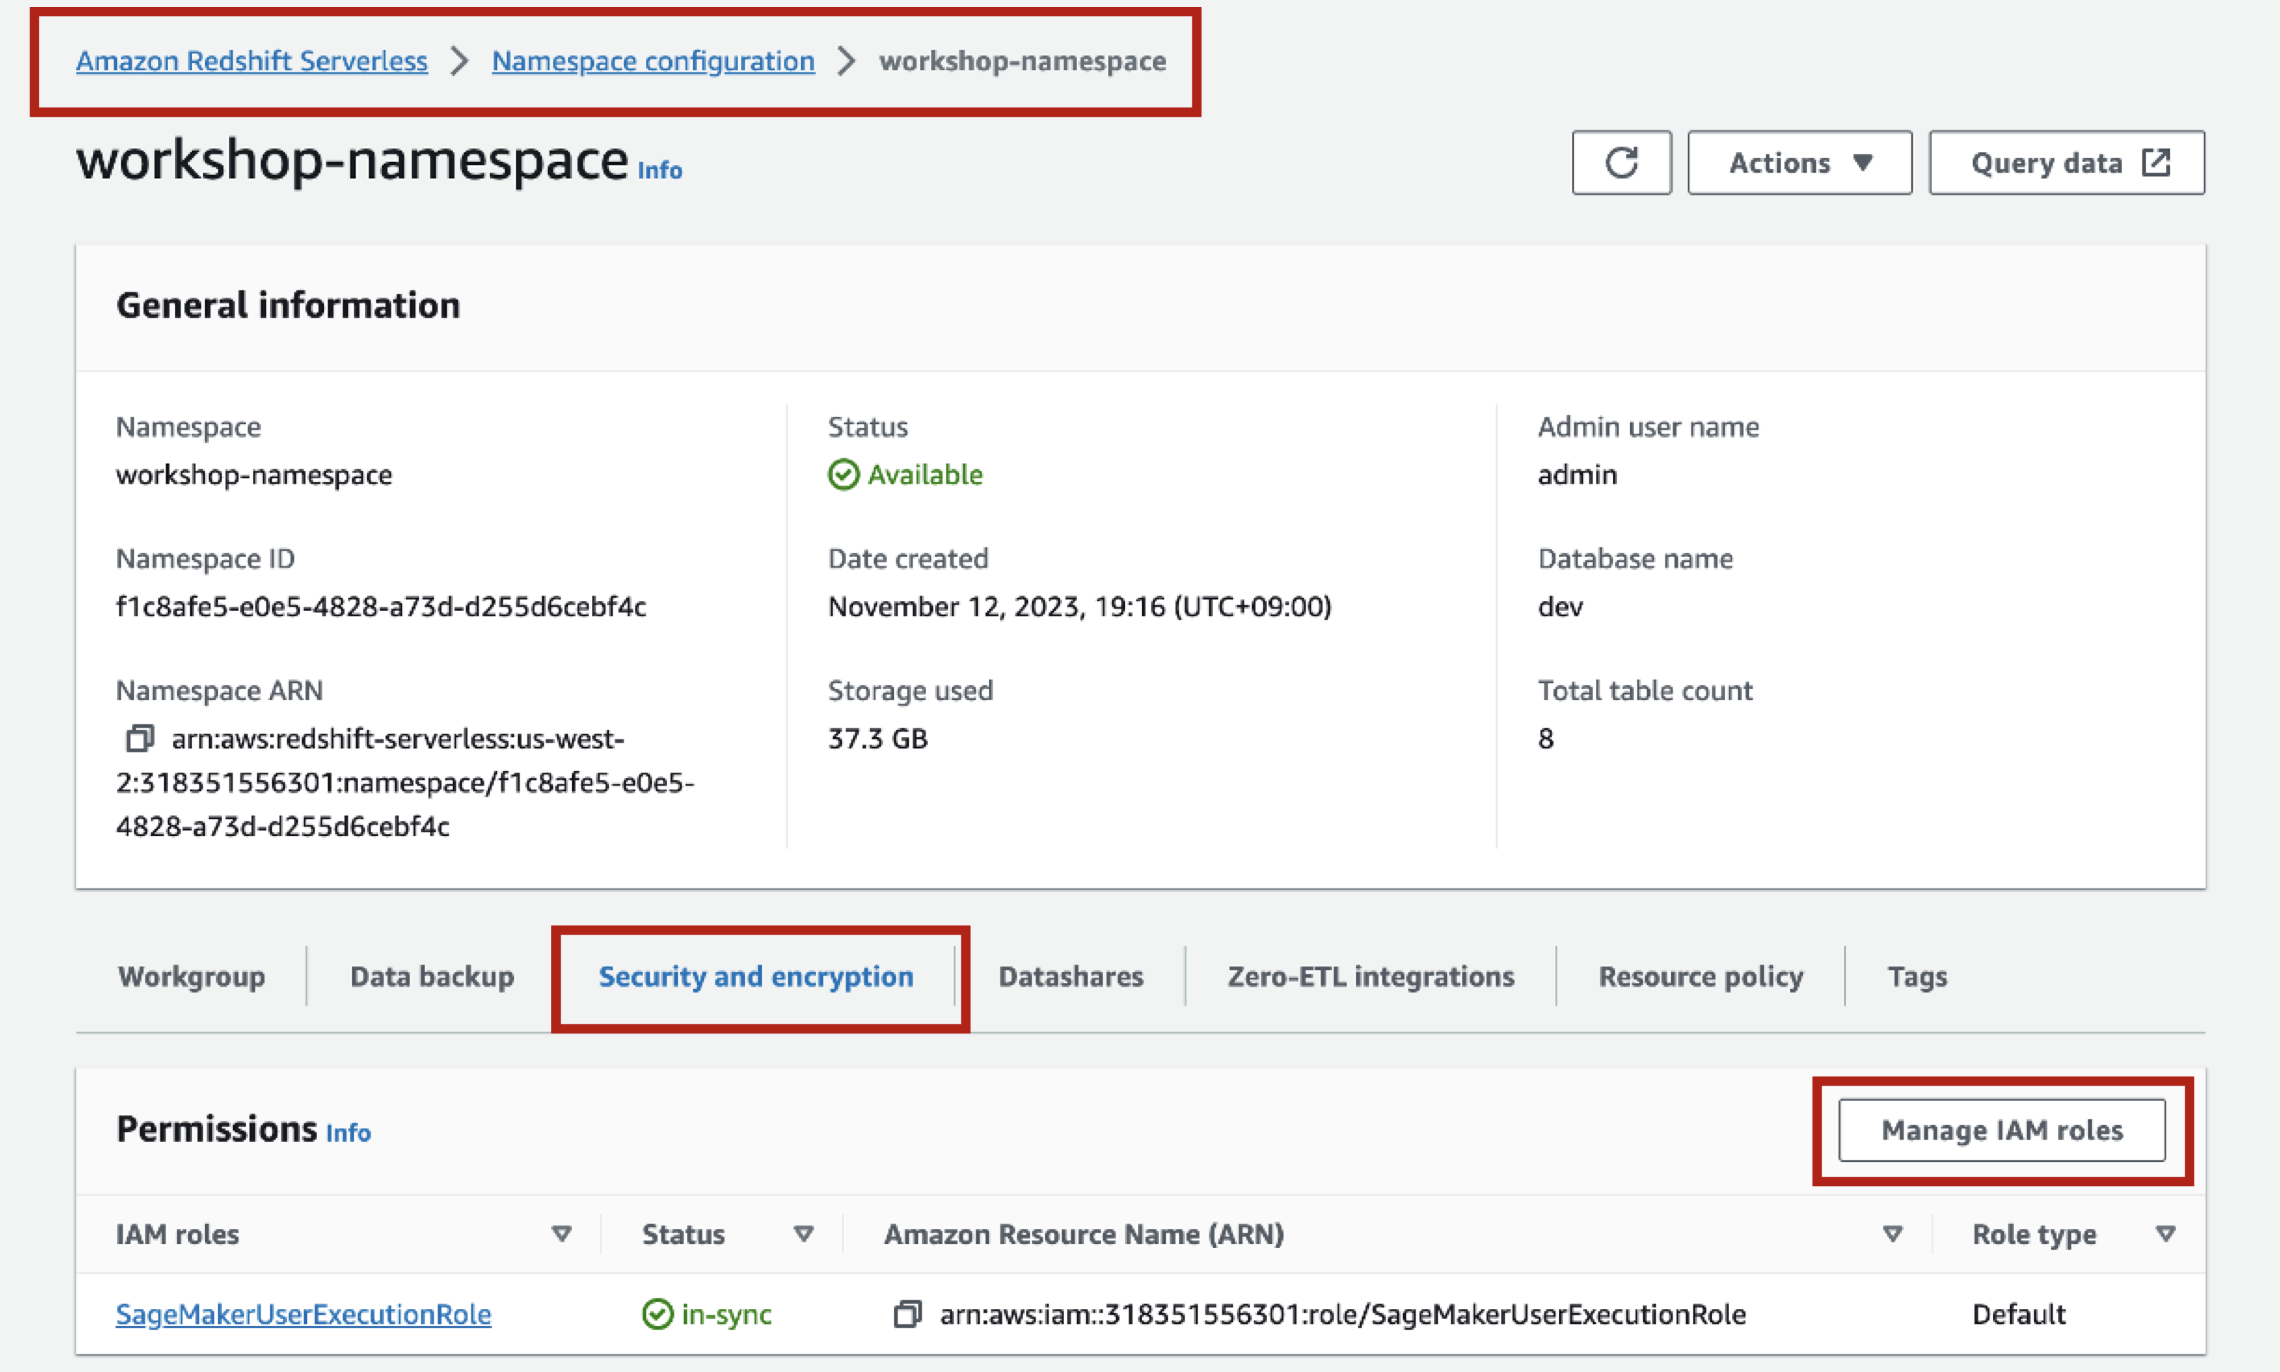 Amazon Redshift Serverless > Namespace configuration > workshop-namespace
workshop-namespace Info
Actions
Query data
General information
Namespace
workshop-namespace
Namespace ID
f1c8afe5-e0e5-4828-a73d-d255d6cebf4c
Namespace ARN
arn:aws:redshift-serverless:us-west-
2:318351556301:namespace/f1c8afe5-e0e5-
4828-a73d-d255d6cebf4c
Status
Available
Date created
November 12, 2023, 19:16 (UTC+09:00)
Storage used
37.3 GB
Admin user name
admin
Database name
dev
Total table count
8
Workgroup
Data backup
Security and encryption
Datashares
Zero-ETL integrations
Resource policy
Tags
Permissions Info
Manage IAM roles
IAM roles
Status
Amazon Resource Name (ARN)
Role type
SageMakerUserExecutionRole
in-sync
arn:aws:iam::318351556301:role/SageMakerUserExecutionRole
Default